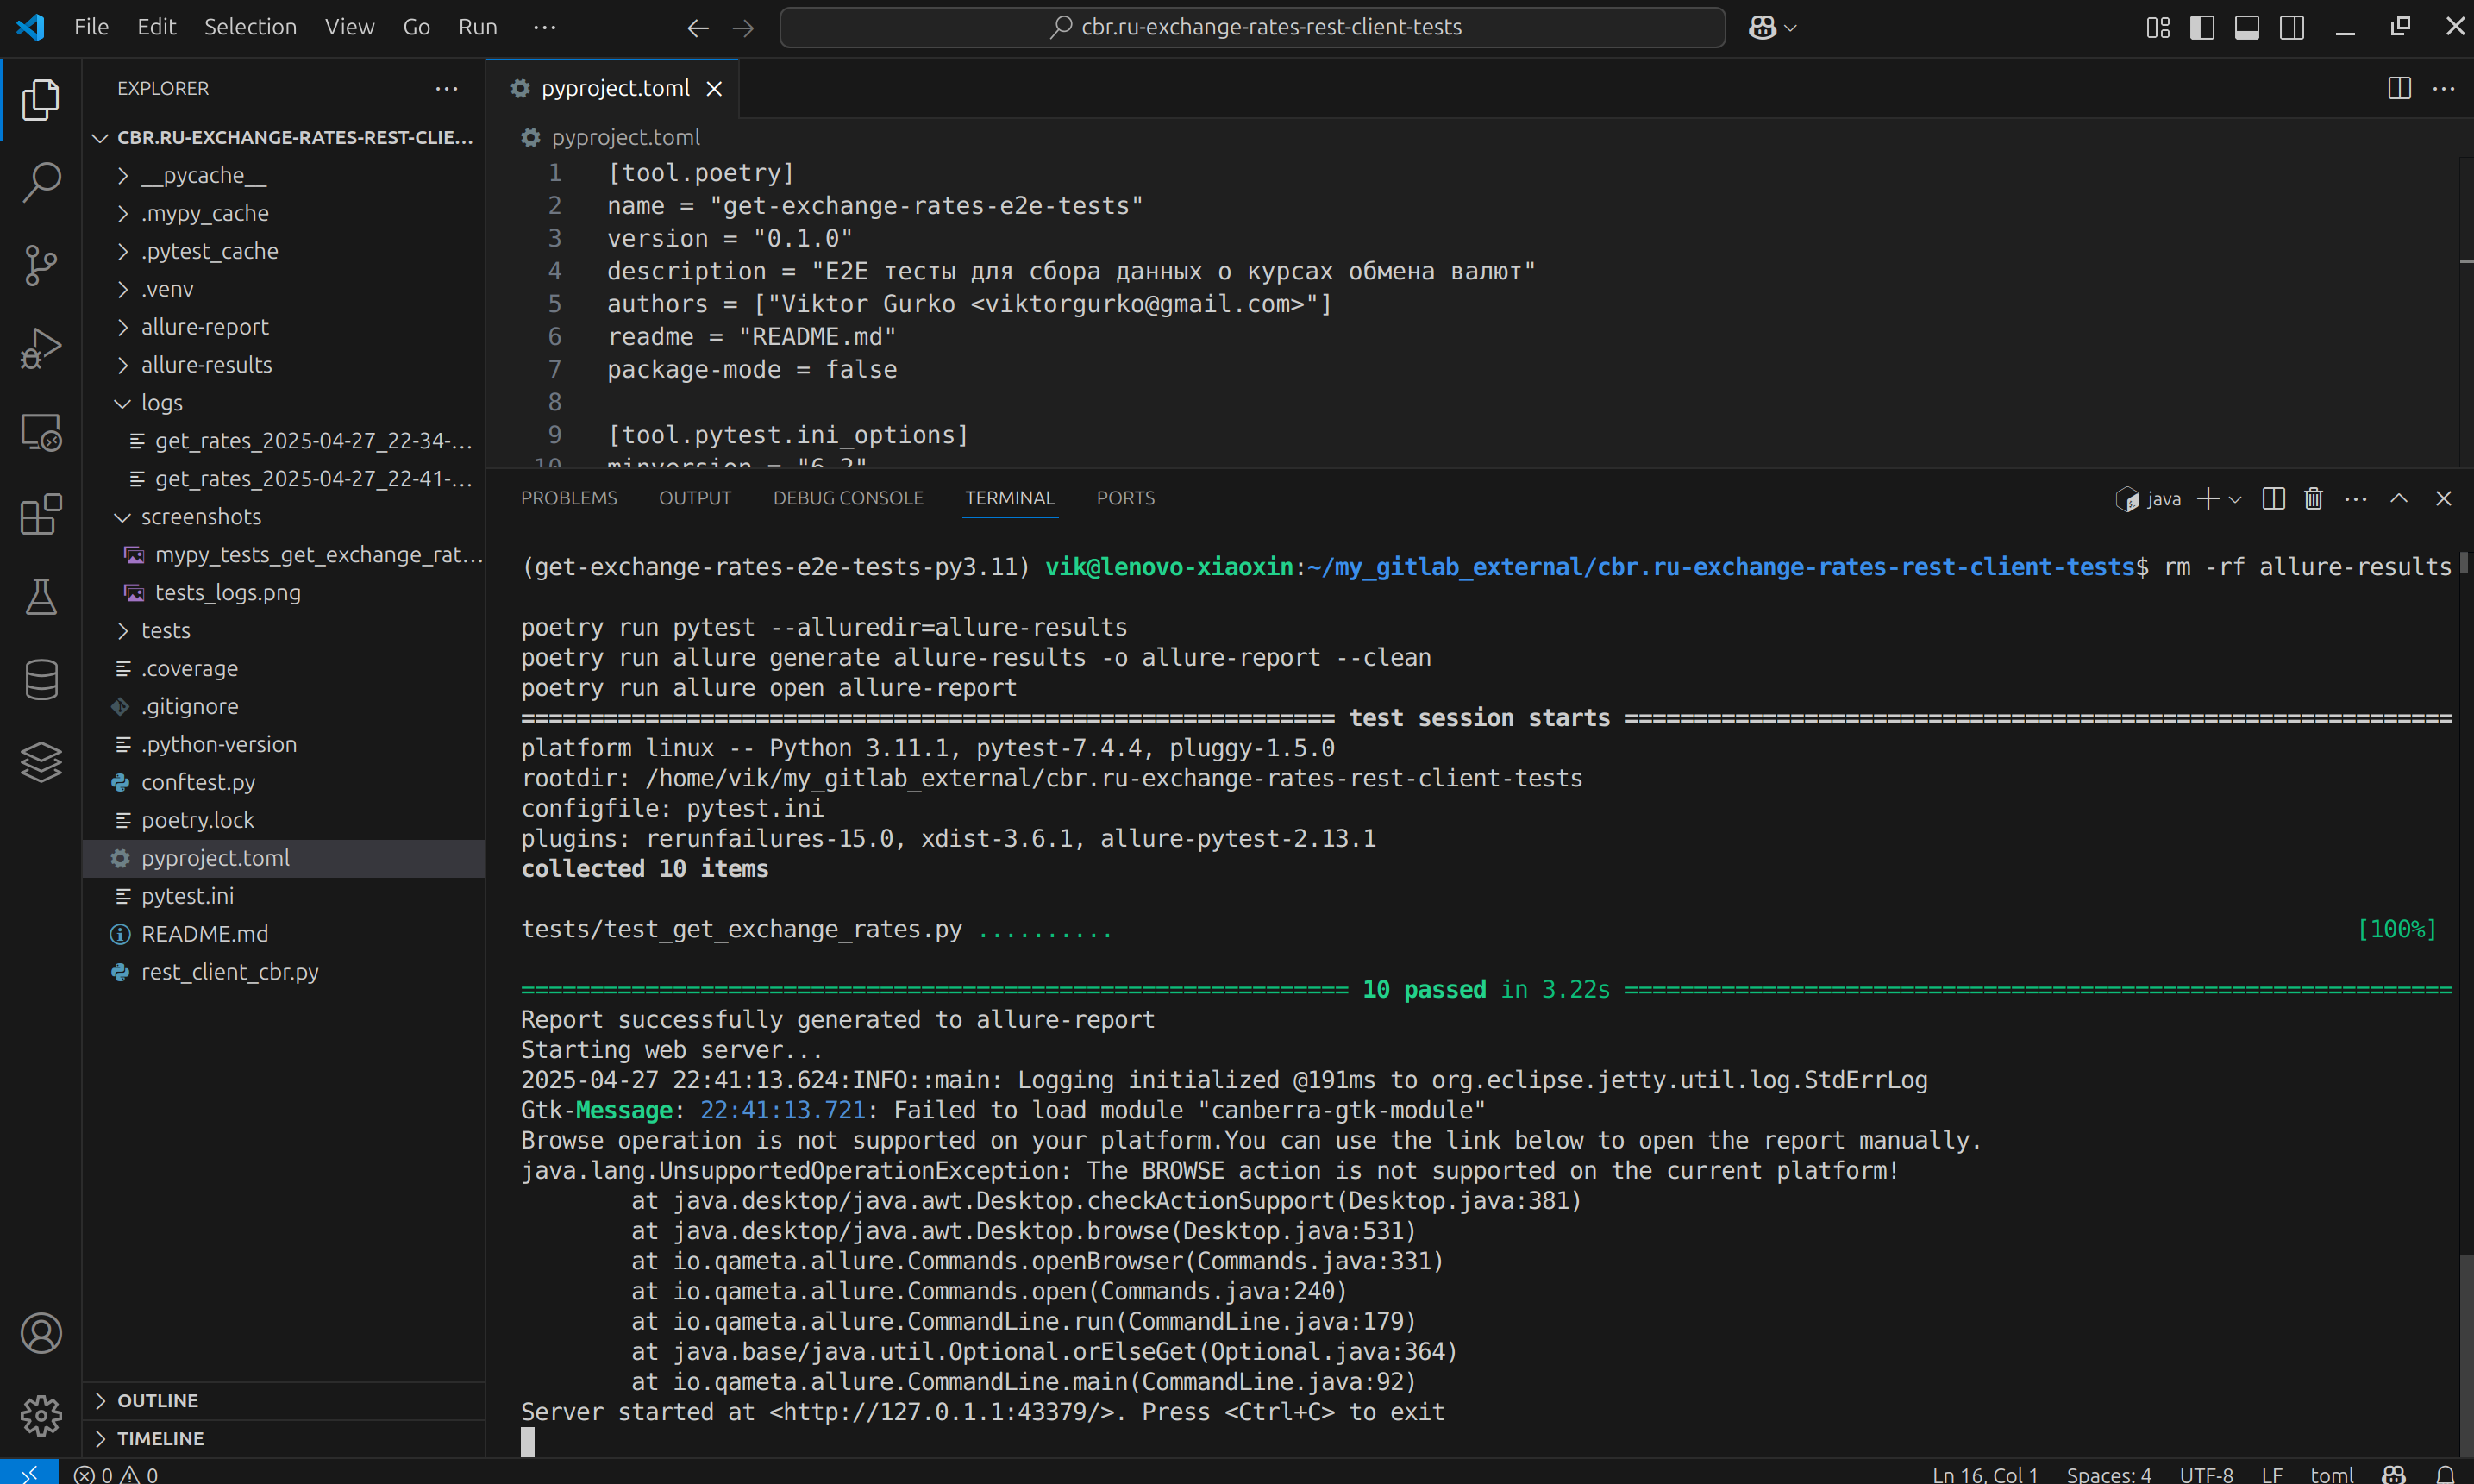 File Edit Selection View Go Run ···
cbr.ru-exchange-rates-rest-client-tests
EXPLORER
CBR.RU-EXCHANGE-RATES-REST-CLIE...
__pycache__
.mypy_cache
.pytest_cache
.venv
allure-report
allure-results
logs
get_rates_2025-04-27_22-34-...
get_rates_2025-04-27_22-41-...
screenshots
mypy_tests_get_exchange_rat...
tests_logs.png
tests
.coverage
.gitignore
.python-version
conftest.py
poetry.lock
pyproject.toml
pytest.ini
README.md
rest_client_cbr.py
OUTLINE
TIMELINE
pyproject.toml
pyproject.toml
1 [tool.poetry]
2 name = "get-exchange-rates-e2e-tests"
3 version = "0.1.0"
4 description = "E2E тесты для сбора данных о курсах обмена валют"
5 authors = ["Viktor Gurko <viktorgurko@gmail.com>"]
6 readme = "README.md"
7 package-mode = false
8
9 [tool.pytest.ini_options]
10 minversion = "6.2"
PROBLEMS OUTPUT DEBUG CONSOLE TERMINAL PORTS
java
(get-exchange-rates-e2e-tests-py3.11) vik@lenovo-xiaoxin:~/my_gitlab_external/cbr.ru-exchange-rates-rest-client-tests$ rm -rf allure-results
poetry run pytest --alluredir=allure-results
poetry run allure generate allure-results -o allure-report --clean
poetry run allure open allure-report
=========================================================== test session starts ============================================================
platform linux -- Python 3.11.1, pytest-7.4.4, pluggy-1.5.0
rootdir: /home/vik/my_gitlab_external/cbr.ru-exchange-rates-rest-client-tests
configfile: pytest.ini
plugins: rerunfailures-15.0, xdist-3.6.1, allure-pytest-2.13.1
collected 10 items
tests/test_get_exchange_rates.py .......... [100%]
============================================================ 10 passed in 3.22s ============================================================
Report successfully generated to allure-report
Starting web server...
2025-04-27 22:41:13.624:INFO::main: Logging initialized @191ms to org.eclipse.jetty.util.log.StdErrLog
Gtk-Message: 22:41:13.721: Failed to load module "canberra-gtk-module"
Browse operation is not supported on your platform.You can use the link below to open the report manually.
java.lang.UnsupportedOperationException: The BROWSE action is not supported on the current platform!
at java.desktop/java.awt.Desktop.checkActionSupport(Desktop.java:381)
at java.desktop/java.awt.Desktop.browse(Desktop.java:531)
at io.qameta.allure.Commands.openBrowser(Commands.java:331)
at io.qameta.allure.Commands.open(Commands.java:240)
at io.qameta.allure.CommandLine.run(CommandLine.java:179)
at java.base/java.util.Optional.orElseGet(Optional.java:364)
at io.qameta.allure.CommandLine.main(CommandLine.java:92)
Server started at <http://127.0.1.1:43379/>. Press <Ctrl+C> to exit
0 0
Ln 16, Col 1 Spaces: 4 UTF-8 LF toml